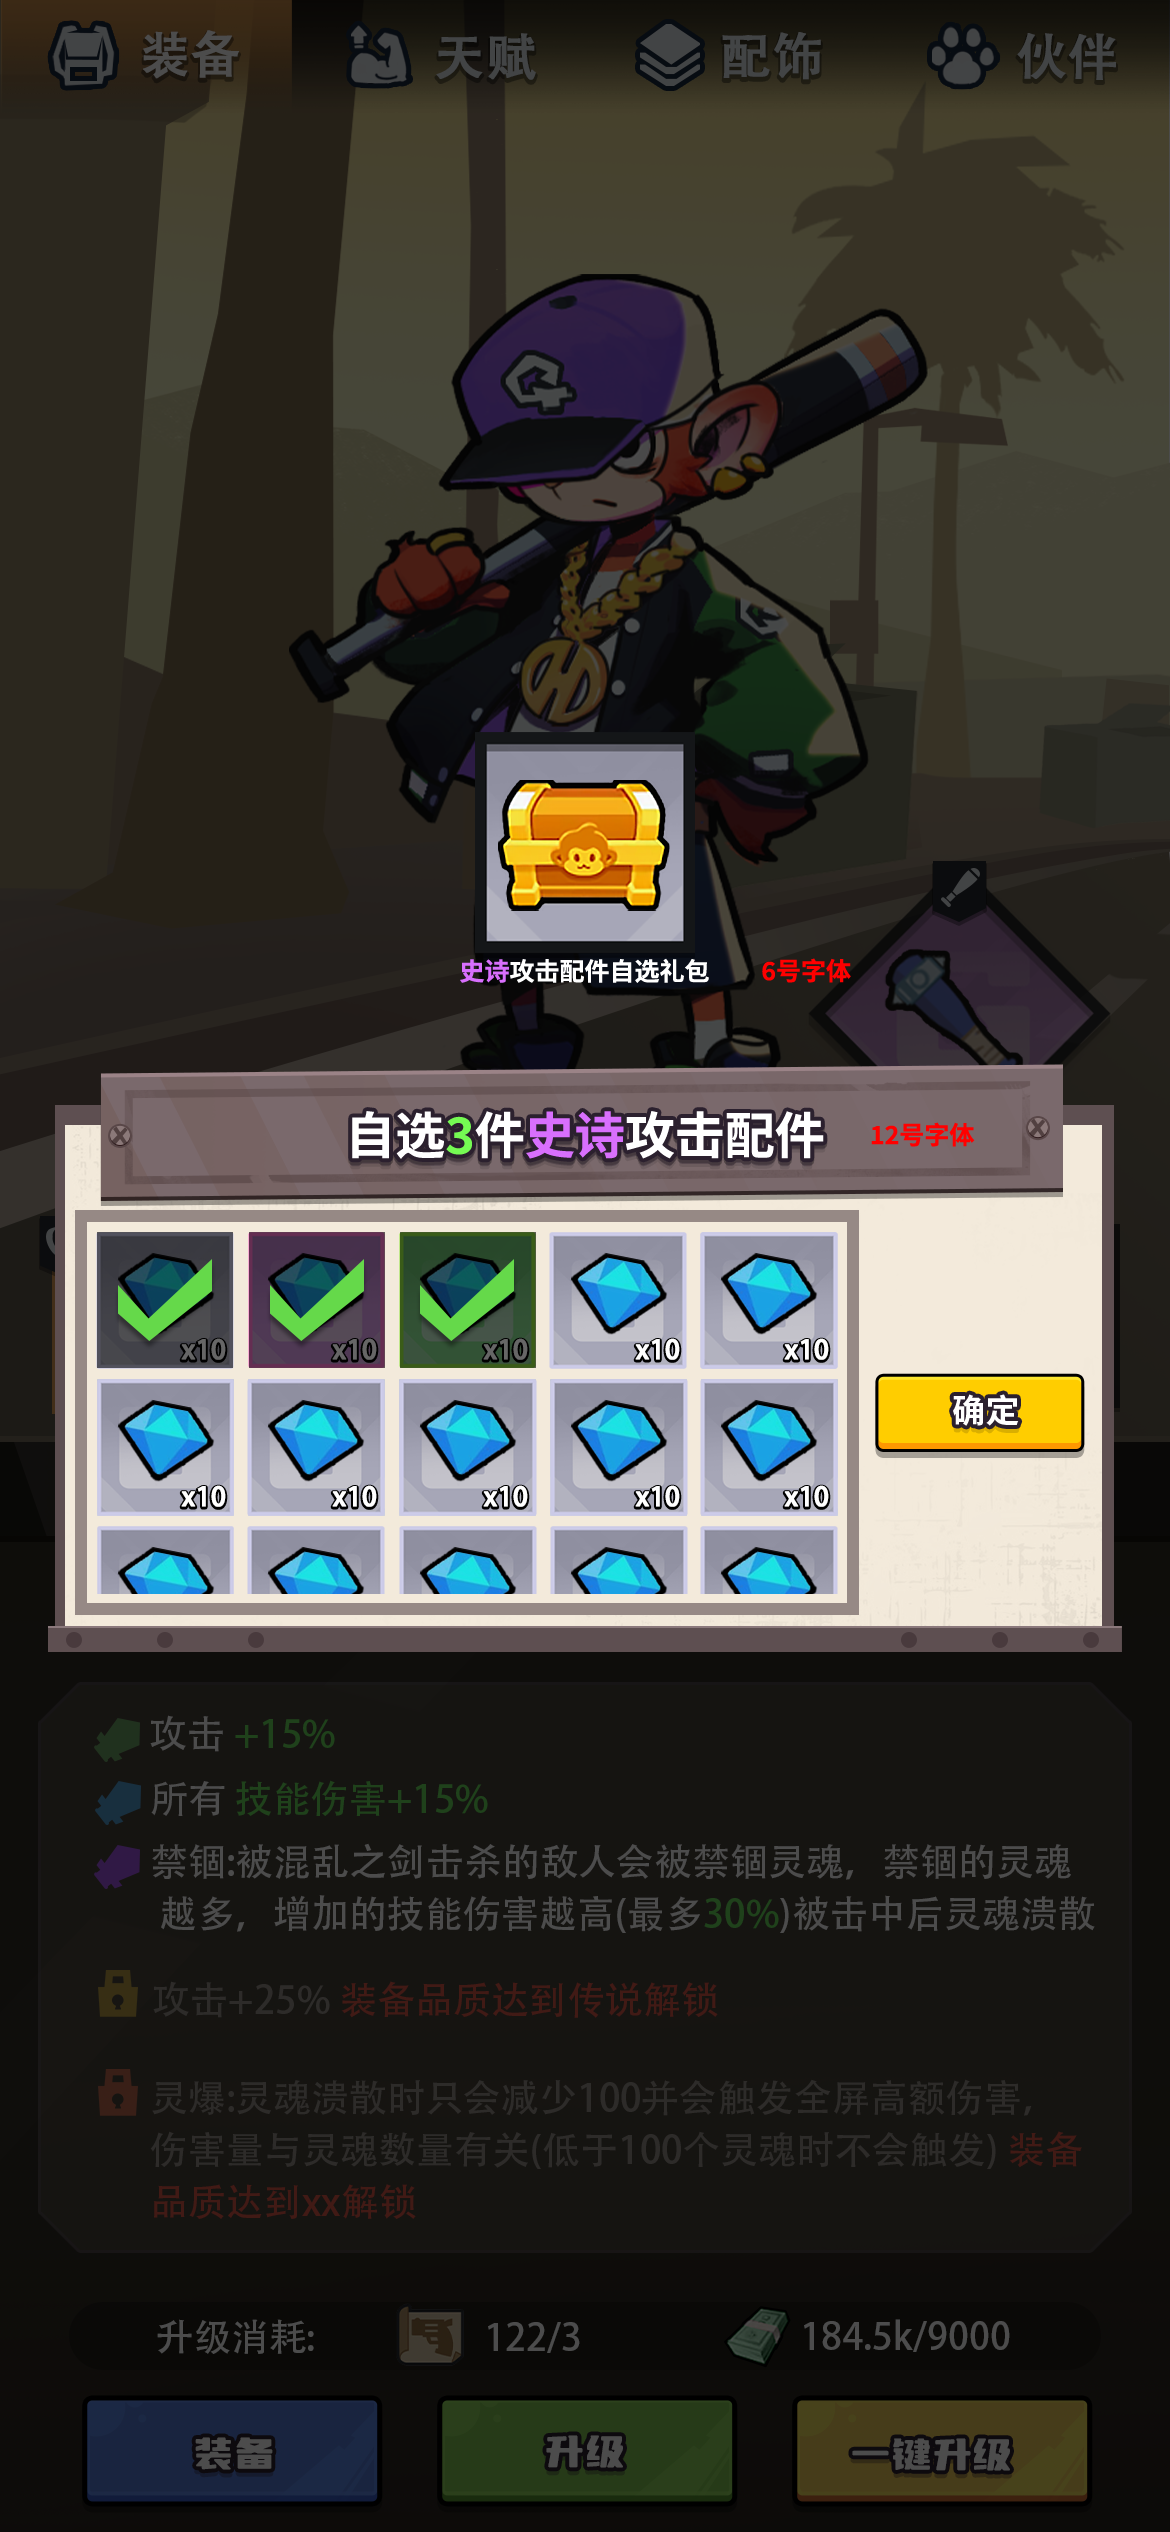 装备 天赋 配饰 伙伴
史诗攻击配件自选礼包 6号字体
自选3件史诗攻击配件 12号字体
x10 x10 x10 x10 x10
确定
x10 x10 x10 x10 x10
攻击 +15%
所有 技能伤害+15%
禁锢:被混乱之剑击杀的敌人会被禁锢灵魂，禁锢的灵魂
越多，增加的技能伤害越高(最多30%)被击中后灵魂溃散
攻击+25% 装备品质达到传说解锁
灵爆:灵魂溃散时只会减少100并会触发全屏高额伤害，
伤害量与灵魂数量有关(低于100个灵魂时不会触发) 装备
品质达到xx解锁
升级消耗: 122/3 184.5k/9000
装备 升级 一键升级